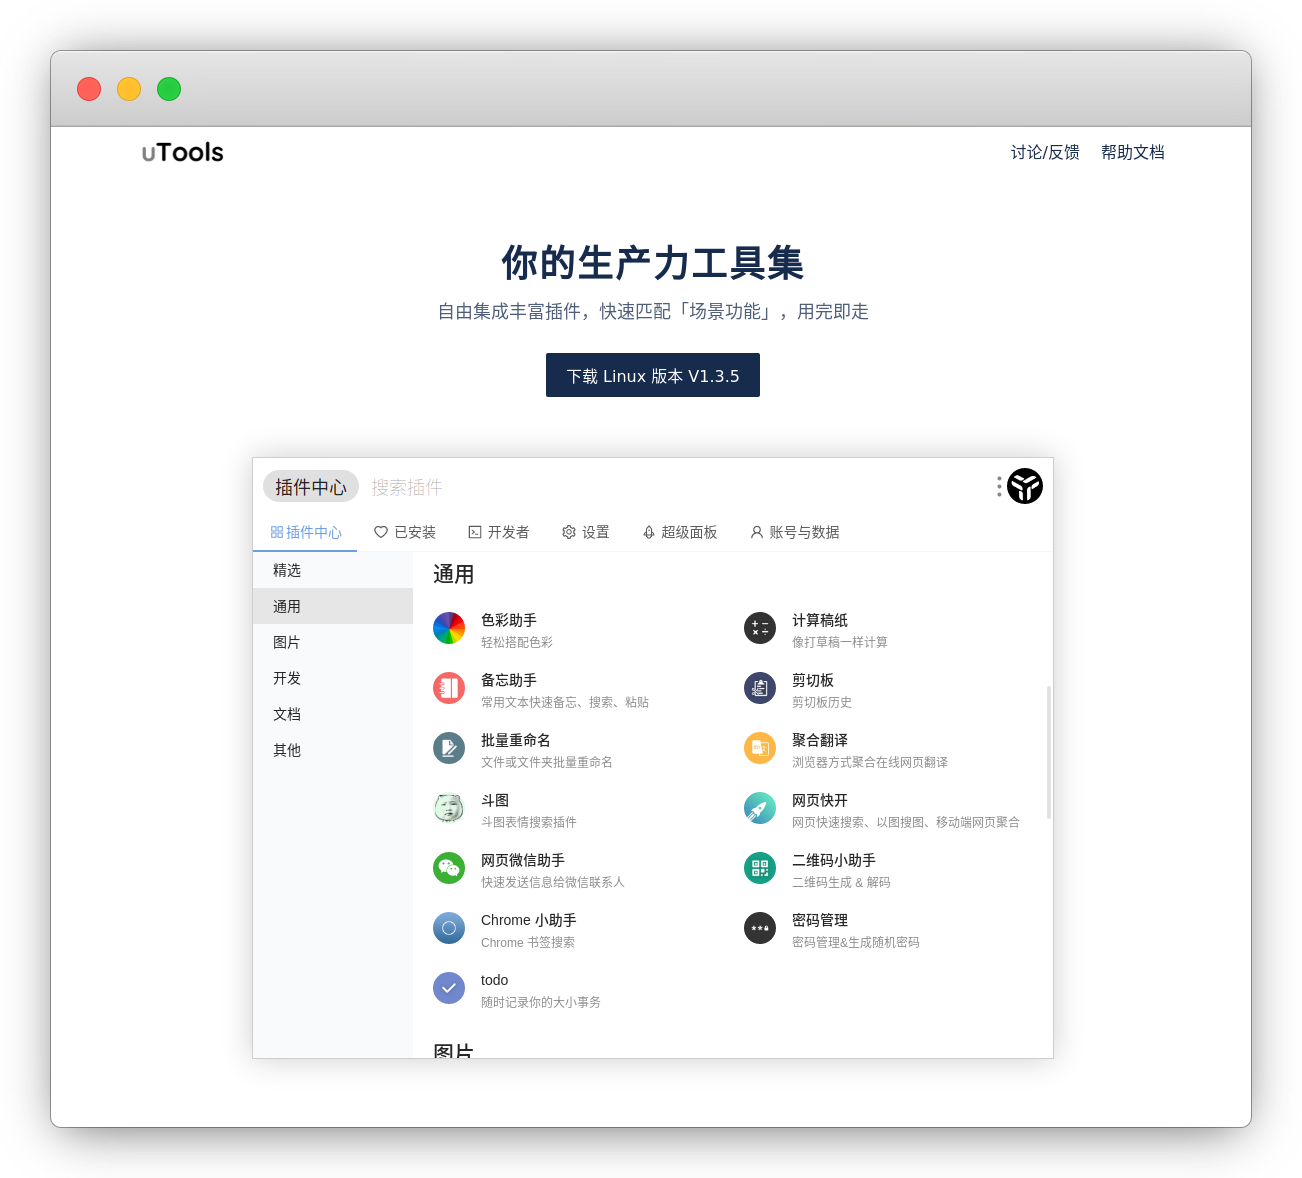 uTools
讨论/反馈 帮助文档
你的生产力工具集
自由集成丰富插件，快速匹配「场景功能」，用完即走
下载 Linux 版本 V1.3.5
插件中心 搜索插件
插件中心 已安装 开发者 设置 超级面板 账号与数据
精选
通用
图片
开发
文档
其他
通用
色彩助手
轻松搭配色彩
计算稿纸
像打草稿一样计算
备忘助手
常用文本快速备忘、搜索、粘贴
剪切板
剪切板历史
批量重命名
文件或文件夹批量重命名
聚合翻译
浏览器方式聚合在线网页翻译
斗图
斗图表情搜索插件
网页快开
网页快速搜索、以图搜图、移动端网页聚合
网页微信助手
快速发送信息给微信联系人
二维码小助手
二维码生成 & 解码
Chrome 小助手
Chrome 书签搜索
密码管理
密码管理&生成随机密码
todo
随时记录你的大小事务
图片